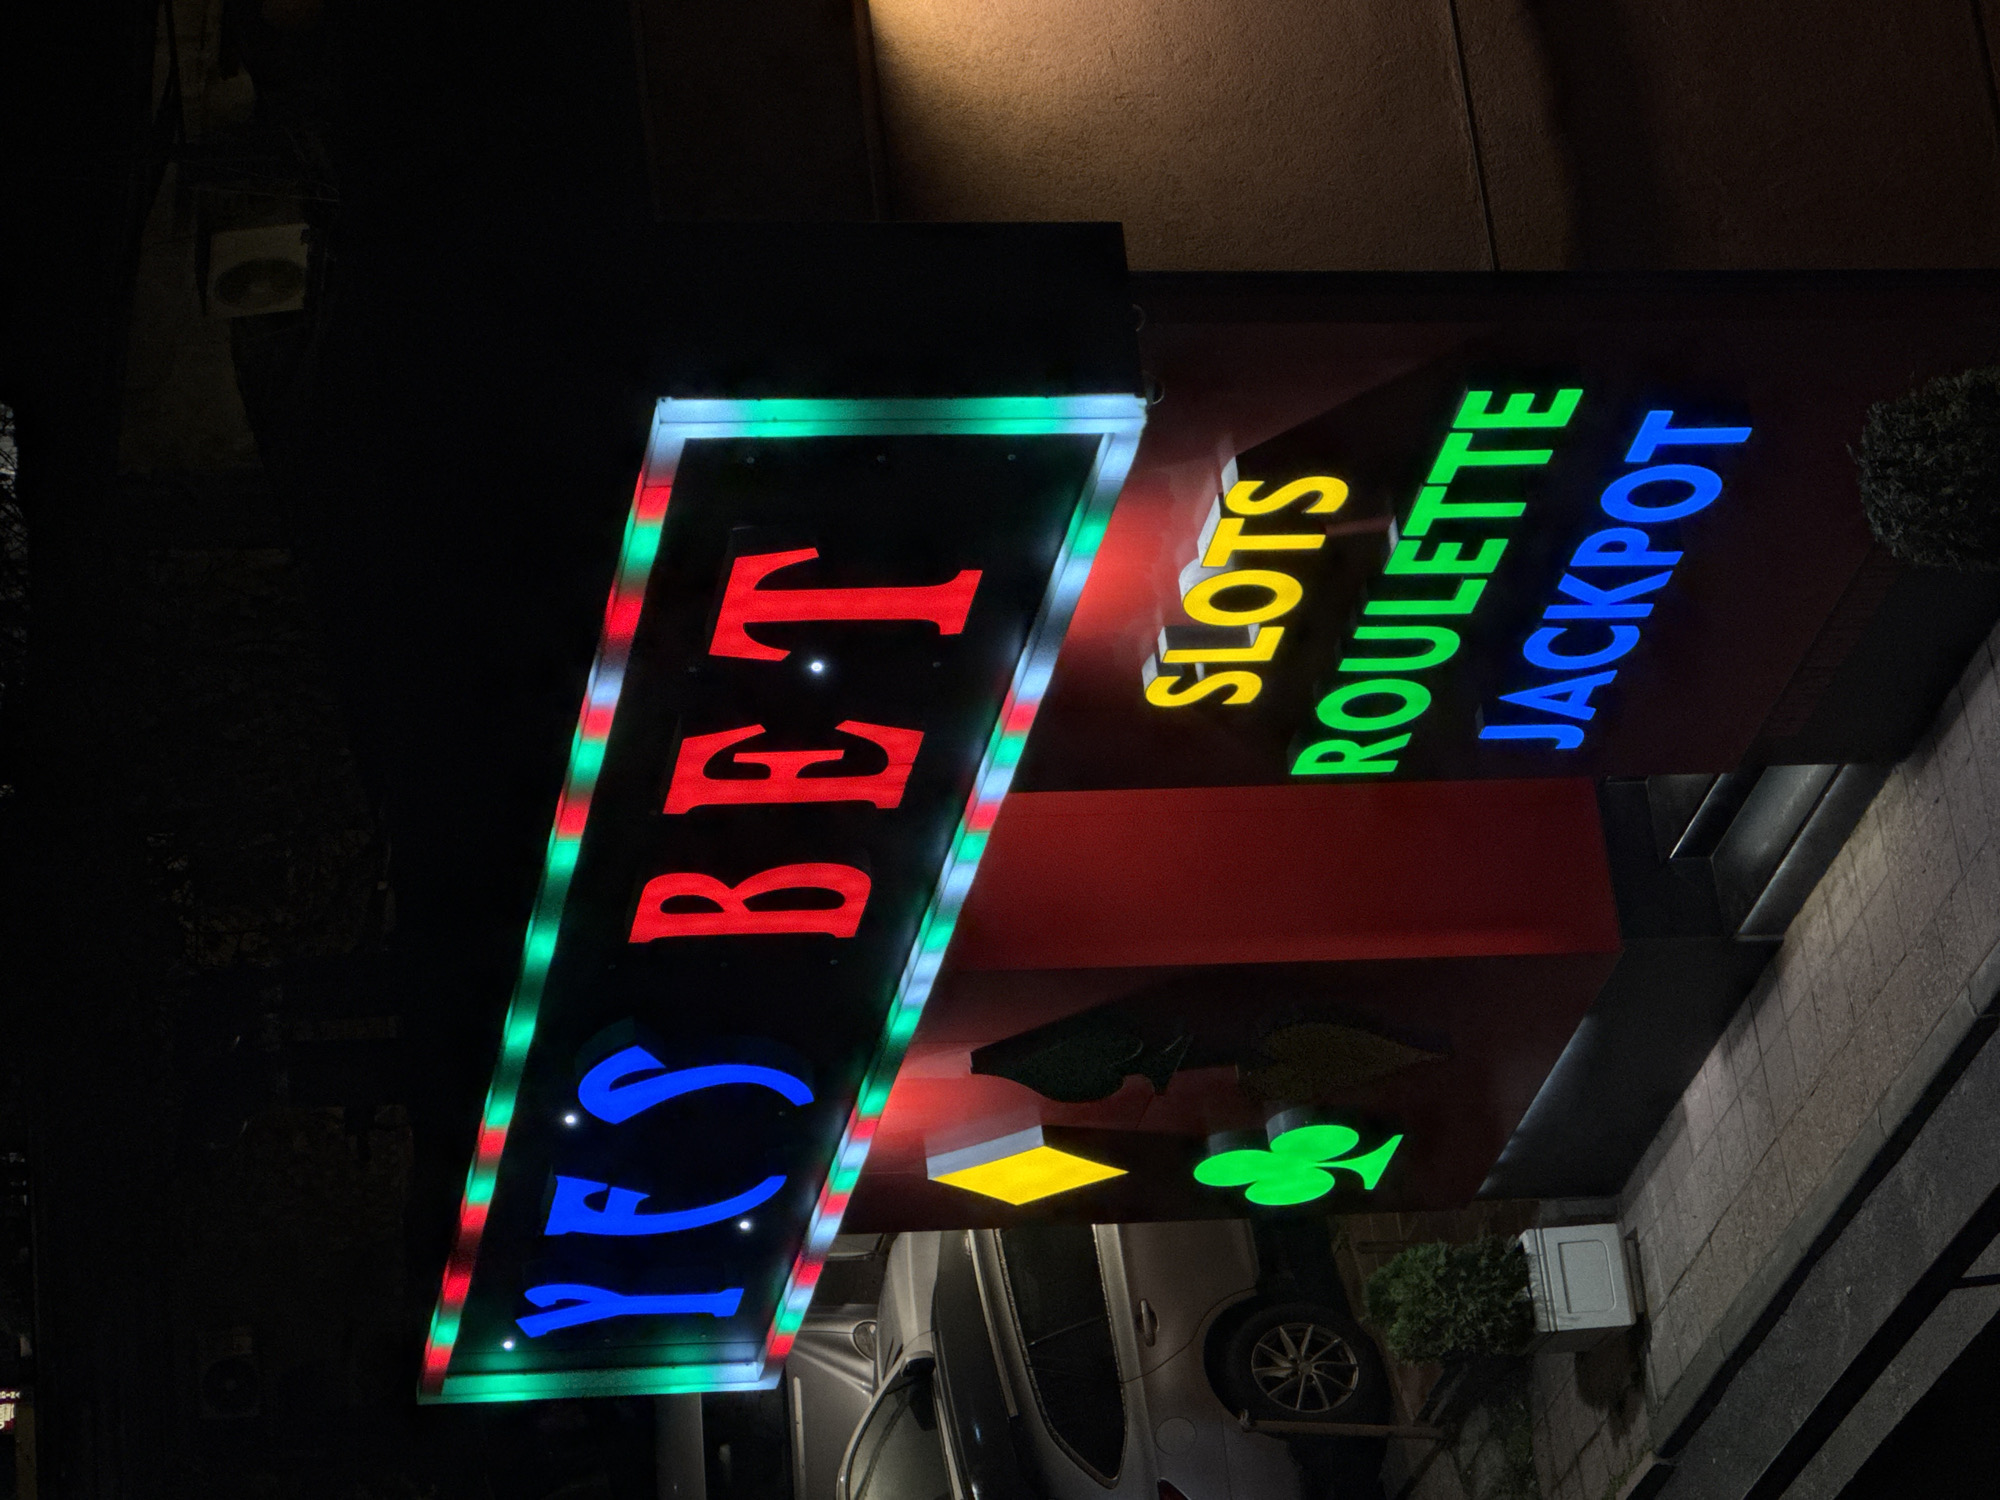 YES BET
SLOTS
ROULETTE
JACKPOT